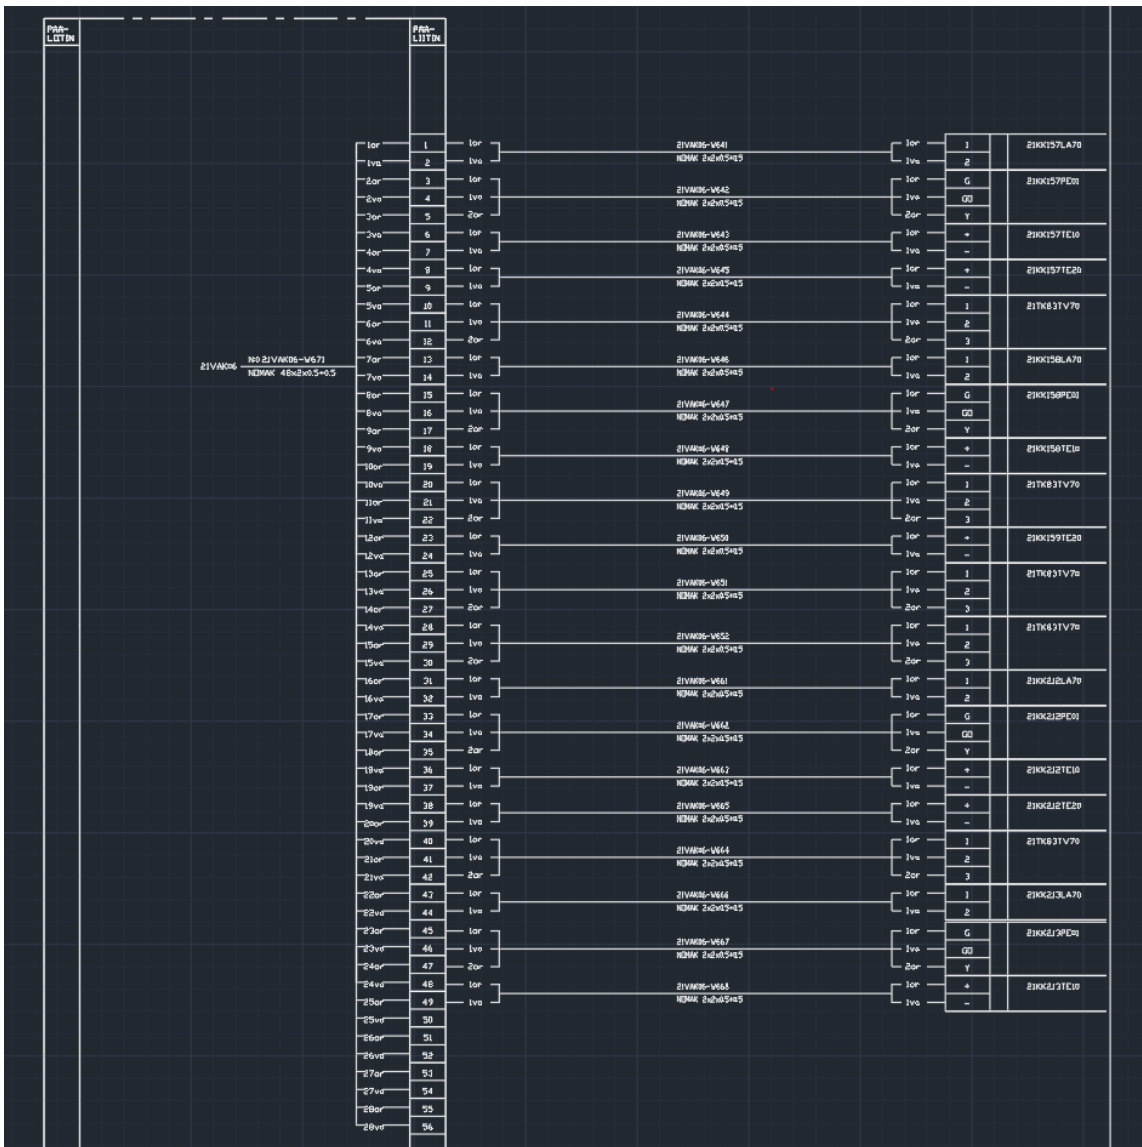 PÄÄ-
LIITIN
PÄÄ-
LIITIN
1or 1 1or 1or 1 21KK157LA70
21VAK06-W641
NOMAK 2x2x0.5+0.5
1va 2 1va 1va 2
2or 3 1or 1or G 21KK157PE01
21VAK06-W642
2va 4 1va 1va G0
NOMAK 2x2x0.5+0.5
3or 5 2or 2or Y
3va 6 1or 1or + 21KK157TE10
21VAK06-W643
NOMAK 2x2x0.5+0.5
4or 7 1va 1va -
4va 8 1or 1or + 21KK157TE20
21VAK06-W645
NOMAK 2x2x0.5+0.5
5or 9 1va 1va -
5va 10 1or 1or 1 21TK83TV70
21VAK06-W644
6or 11 1va 1va 2
NOMAK 2x2x0.5+0.5
6va 12 2or 2or 3
7or 13 1or 1or 1 21KK158LA70
21VAK06 N:O 21VAK06-W671
NOMAK 48x2x0.5+0.5
21VAK06-W646
NOMAK 2x2x0.5+0.5
7va 14 1va 1va 2
8or 15 1or 1or G 21KK158PE01
21VAK06-W647
8va 16 1va 1va G0
NOMAK 2x2x0.5+0.5
9or 17 2or 2or Y
9va 18 1or 1or + 21KK158TE10
21VAK06-W648
NOMAK 2x2x0.5+0.5
10or 19 1va 1va -
10va 20 1or 1or 1 21TK83TV70
21VAK06-W649
11or 21 1va 1va 2
NOMAK 2x2x0.5+0.5
11va 22 2or 2or 3
12or 23 1or 1or + 21KK159TE20
21VAK06-W650
NOMAK 2x2x0.5+0.5
12va 24 1va 1va -
13or 25 1or 1or 1 21TK83TV70
21VAK06-W651
13va 26 1va 1va 2
NOMAK 2x2x0.5+0.5
14or 27 2or 2or 3
14va 28 1or 1or 1 21TK83TV70
21VAK06-W652
15or 29 1va 1va 2
NOMAK 2x2x0.5+0.5
15va 30 2or 2or 3
16or 31 1or 1or 1 21KK212LA70
21VAK06-W661
NOMAK 2x2x0.5+0.5
16va 32 1va 1va 2
17or 33 1or 1or G 21KK212PE01
21VAK06-W662
17va 34 1va 1va G0
NOMAK 2x2x0.5+0.5
18or 35 2or 2or Y
18va 36 1or 1or + 21KK212TE10
21VAK06-W663
NOMAK 2x2x0.5+0.5
19or 37 1va 1va -
19va 38 1or 1or + 21KK212TE20
21VAK06-W665
NOMAK 2x2x0.5+0.5
20or 39 1va 1va -
20va 40 1or 1or 1 21TK83TV70
21VAK06-W664
21or 41 1va 1va 2
NOMAK 2x2x0.5+0.5
21va 42 2or 2or 3
22or 43 1or 1or 1 21KK213LA70
21VAK06-W666
NOMAK 2x2x0.5+0.5
22va 44 1va 1va 2
23or 45 1or 1or G 21KK213PE01
21VAK06-W667
23va 46 1va 1va G0
NOMAK 2x2x0.5+0.5
24or 47 2or 2or Y
24va 48 1or 1or + 21KK213TE10
21VAK06-W668
NOMAK 2x2x0.5+0.5
25or 49 1va 1va -
25va 50
26or 51
26va 52
27or 53
27va 54
28or 55
28va 56